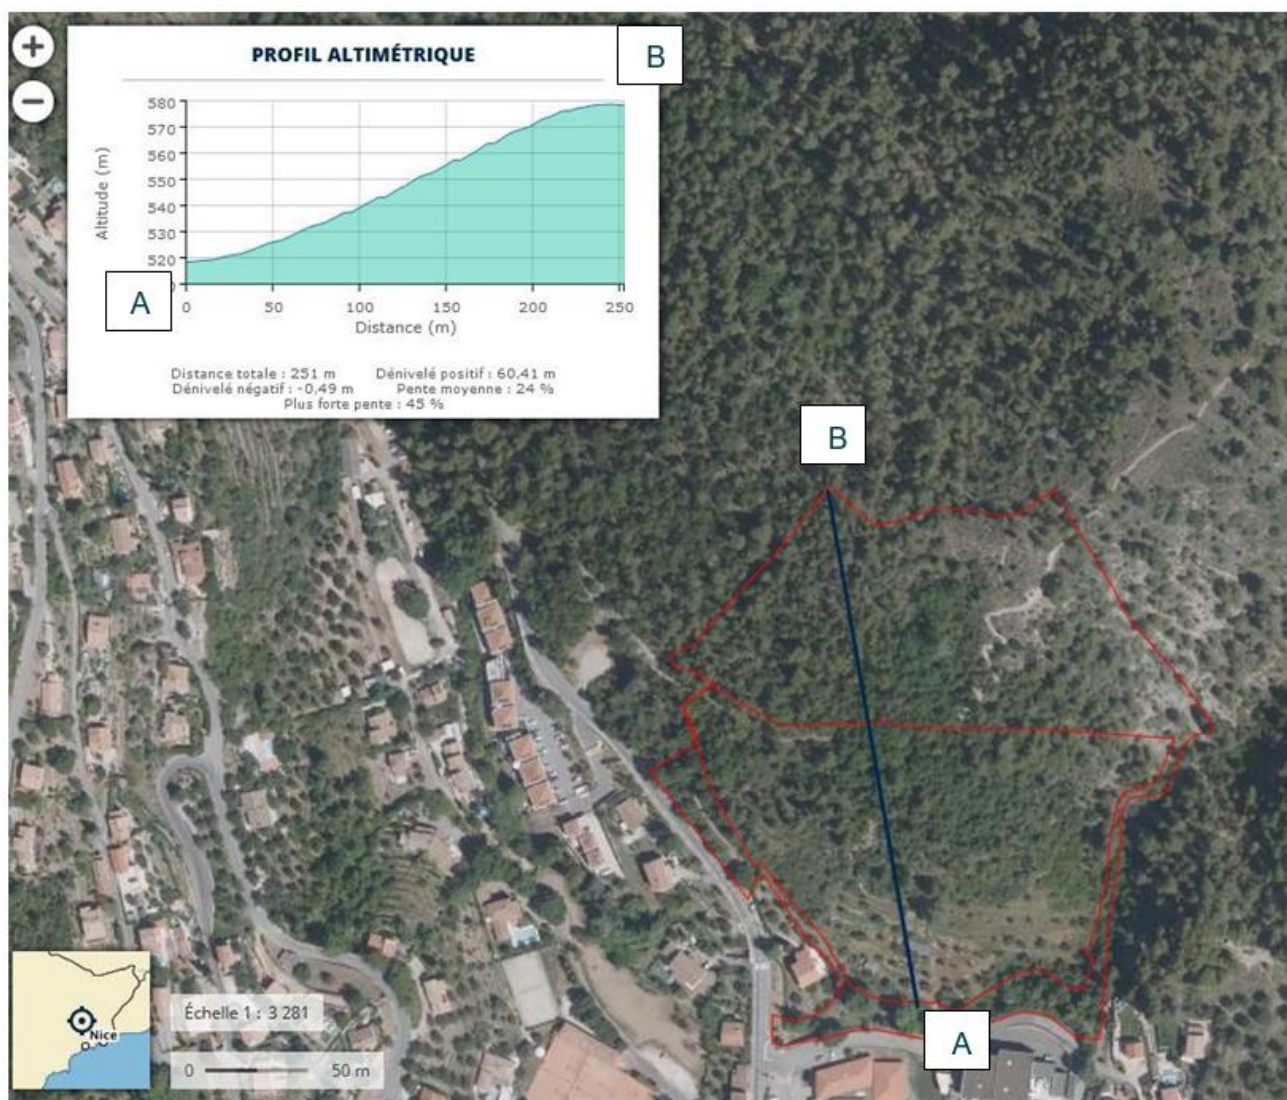 +
−
PROFIL ALTIMÉTRIQUE
B
580
570
560
550
540
530
520
Altitude (m)
A
0 50 100 150 200 250
Distance (m)
Distance totale : 251 m Dénivelé positif : 60,41 m
Dénivelé négatif : -0,49 m Pente moyenne : 24 %
Plus forte pente : 45 %
B
A
Nice
Échelle 1 : 3 281
0 50 m